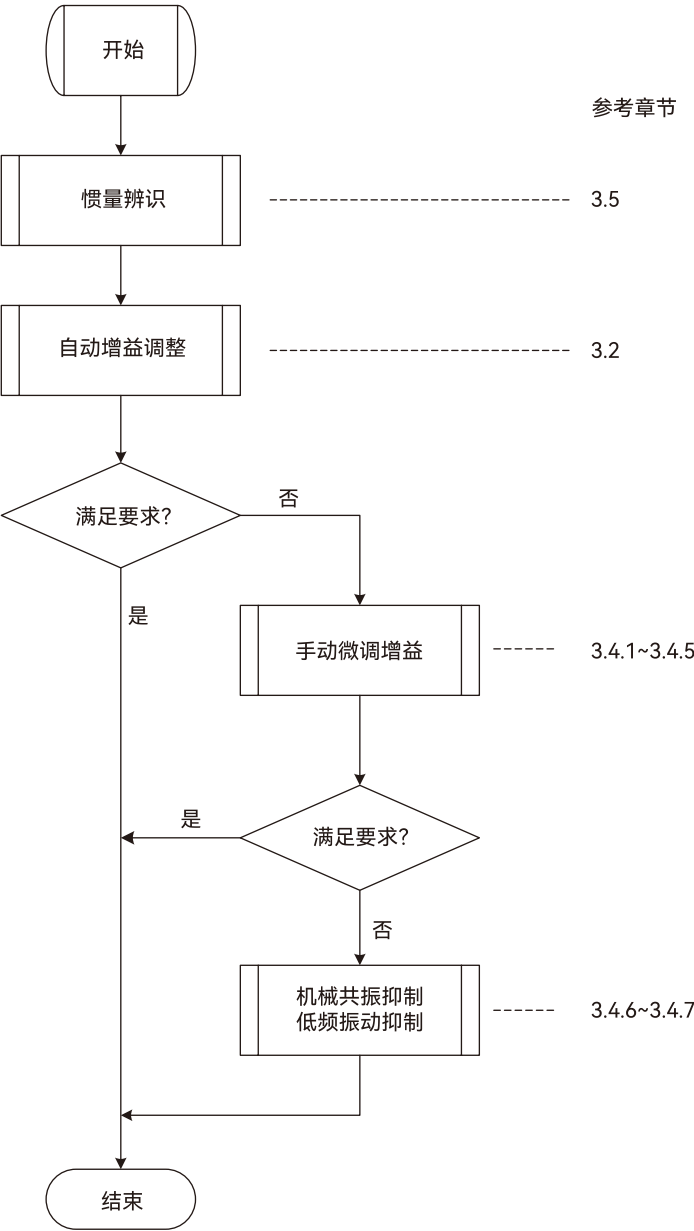 开始
参考章节
惯量辨识
3.5
自动增益调整
3.2
满足要求？
否
是
手动微调增益
3.4.1~3.4.5
是
满足要求？
否
机械共振抑制
低频振动抑制
3.4.6~3.4.7
结束